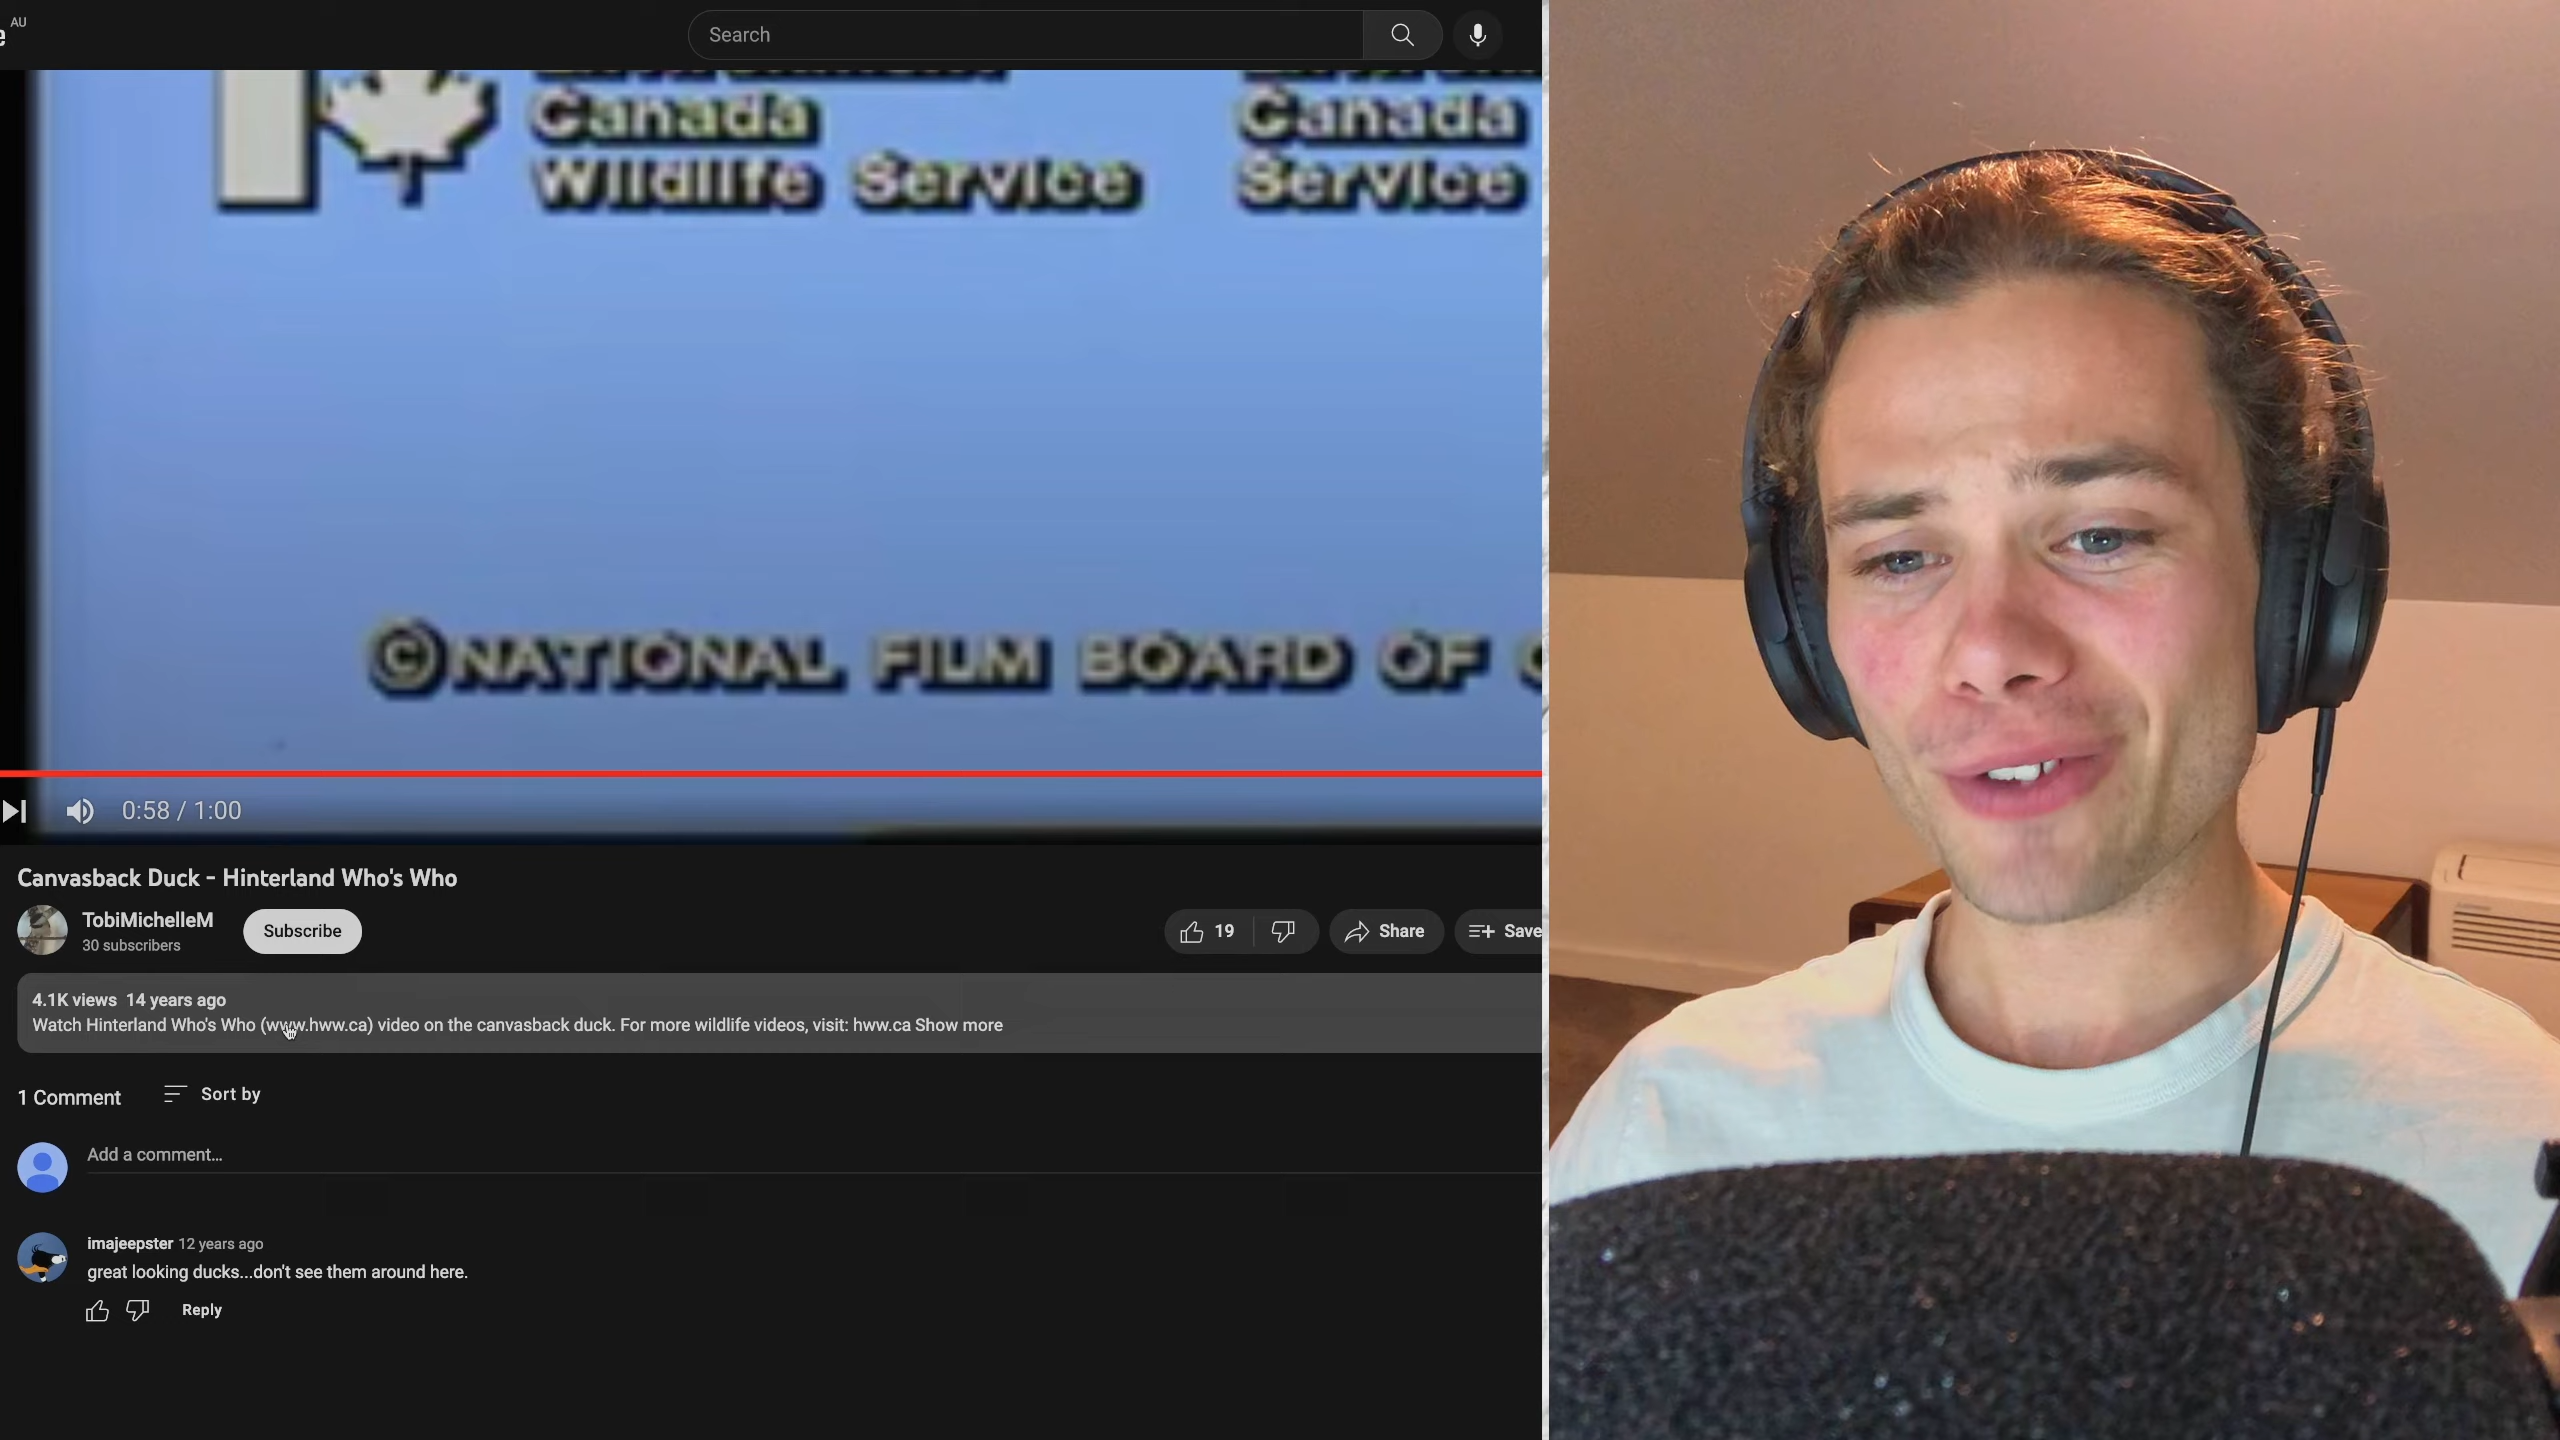 AU
e
Search
Canada
Wildlife Service
Canada
Service
©NATIONAL FILM BOARD OF
0:58 / 1:00
Canvasback Duck - Hinterland Who's Who
TobiMichelleM
30 subscribers
Subscribe
19
Share
Save
4.1K views 14 years ago
Watch Hinterland Who's Who (www.hww.ca) video on the canvasback duck. For more wildlife videos, visit: hww.ca Show more
1 Comment
Sort by
Add a comment...
imajeepster 12 years ago
great looking ducks...don't see them around here.
Reply